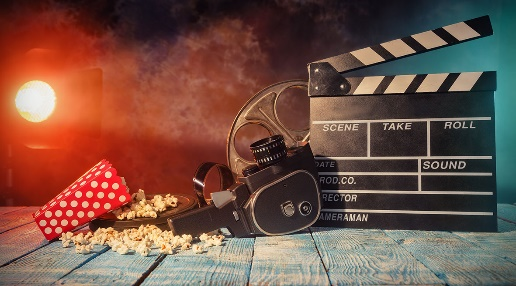 SCENE TAKE ROLL
DATE SOUND
ROD.CO.
RECTOR
AMERAMAN